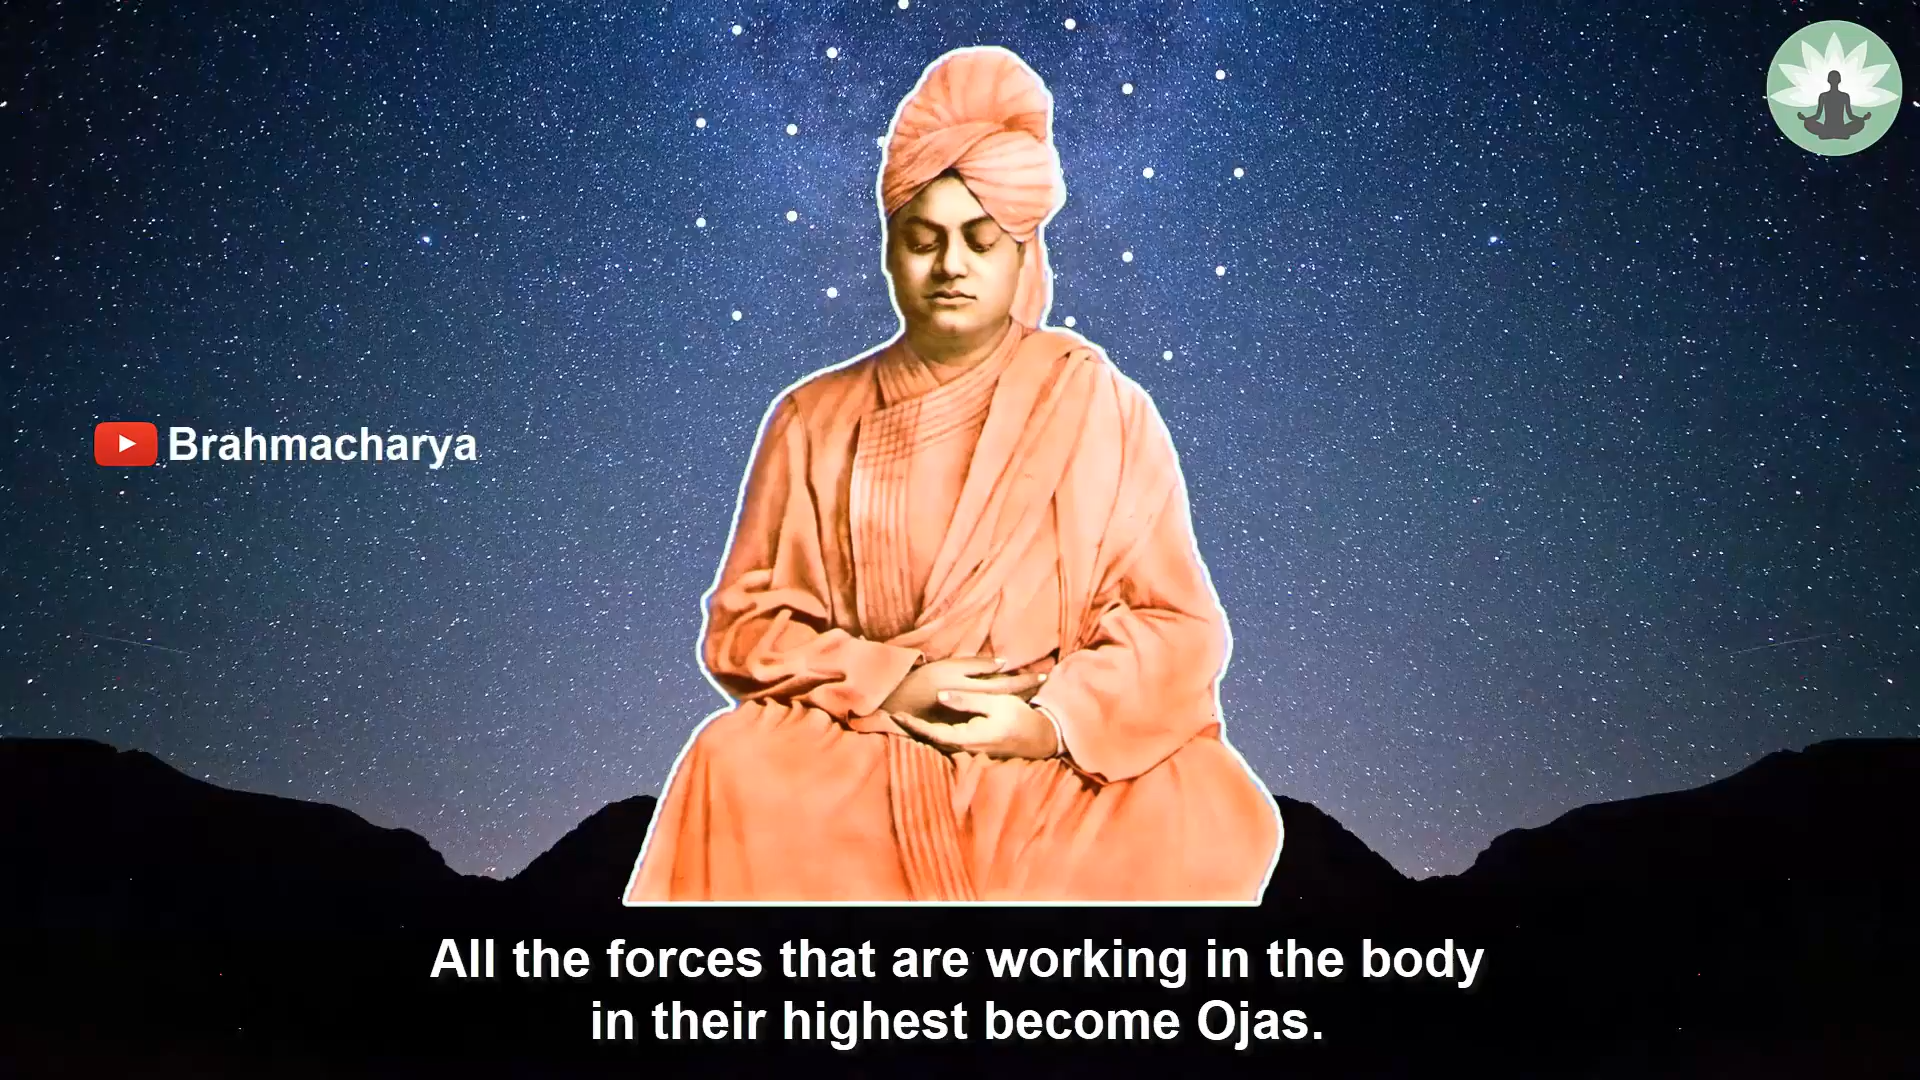 Brahmacharya
All the forces that are working in the body
in their highest become Ojas.